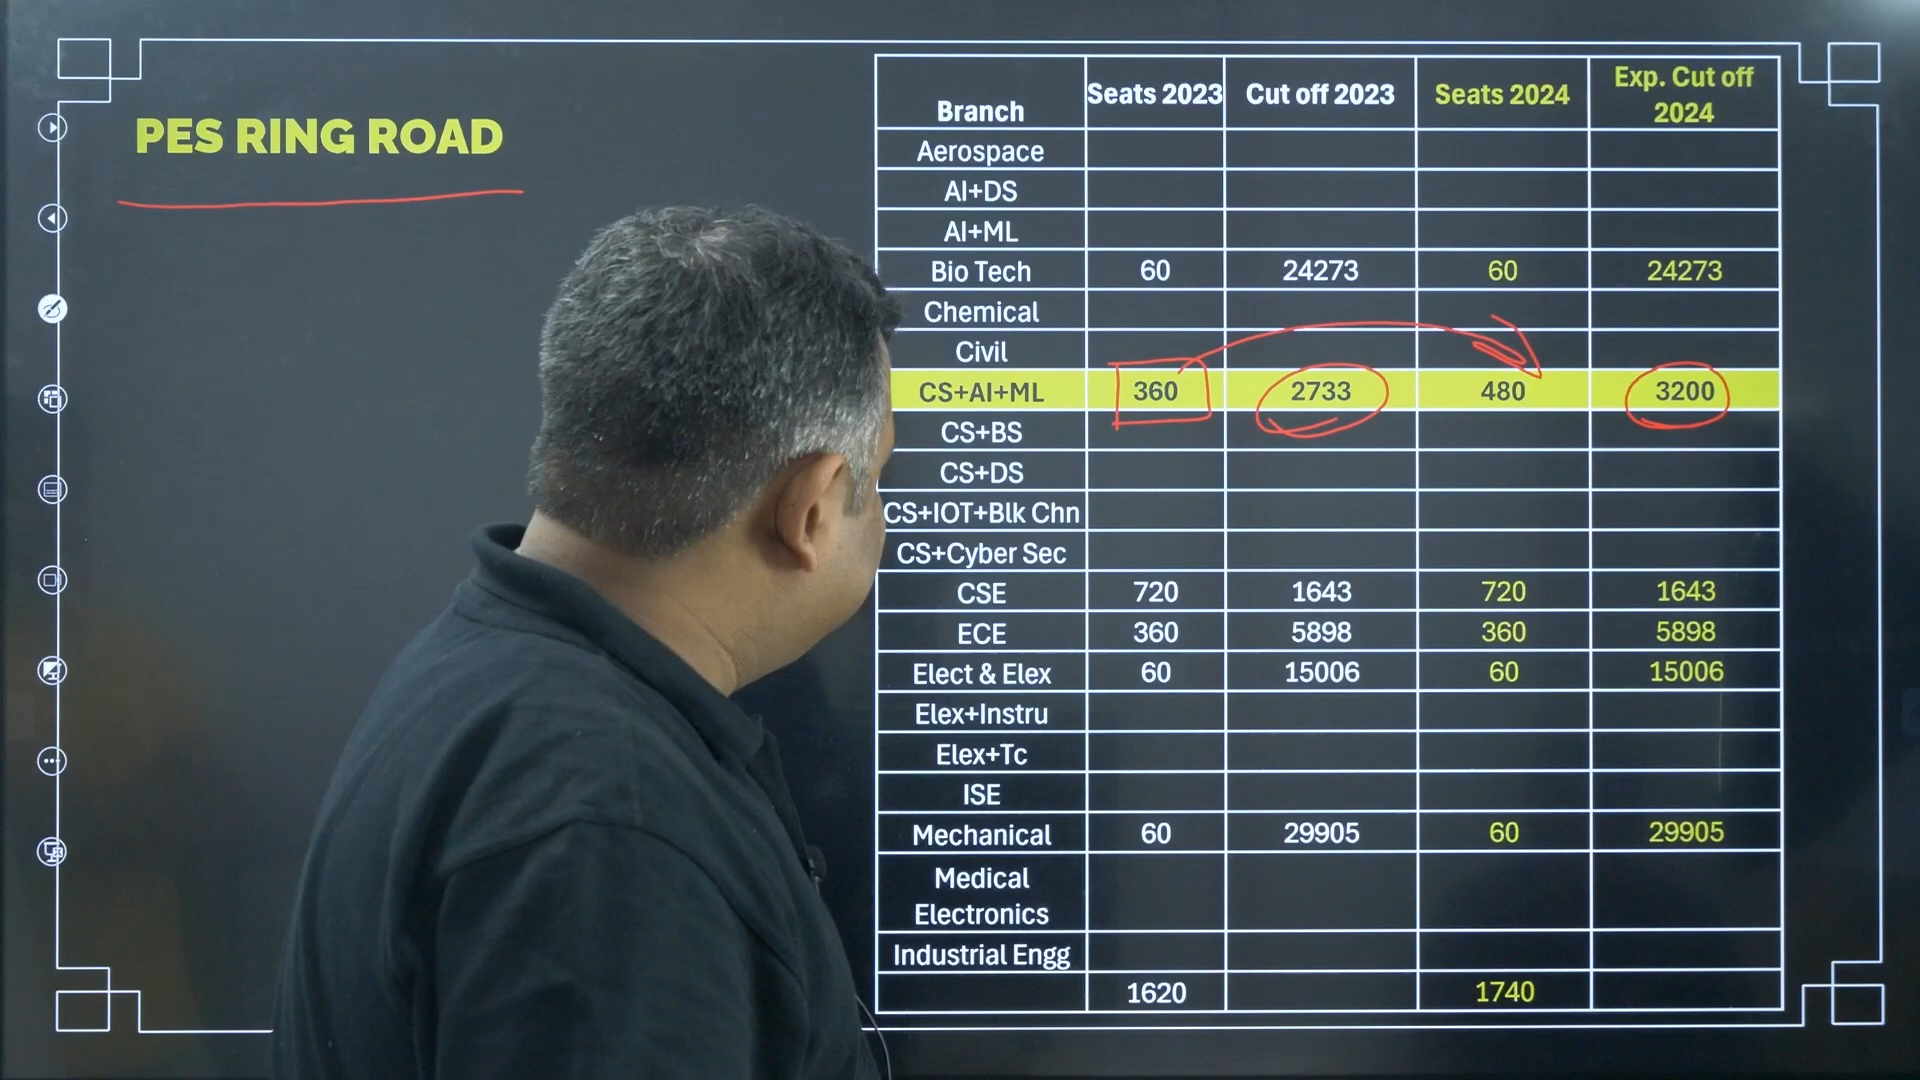 PES RING ROAD
Branch Seats 2023 Cut off 2023 Seats 2024 Exp. Cut off 2024
Aerospace
AI+DS
AI+ML
Bio Tech 60 24273 60 24273
Chemical
Civil
CS+AI+ML 360 2733 480 3200
CS+BS
CS+DS
CS+IOT+Blk Chn
CS+Cyber Sec
CSE 720 1643 720 1643
ECE 360 5898 360 5898
Elect & Elex 60 15006 60 15006
Elex+Instru
Elex+Tc
ISE
Mechanical 60 29905 60 29905
Medical
Electronics
Industrial Engg
1620 1740